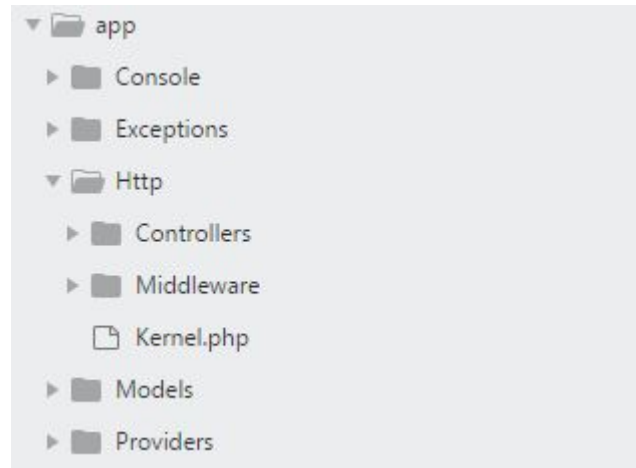 app
Console
Exceptions
Http
Controllers
Middleware
Kernel.php
Models
Providers